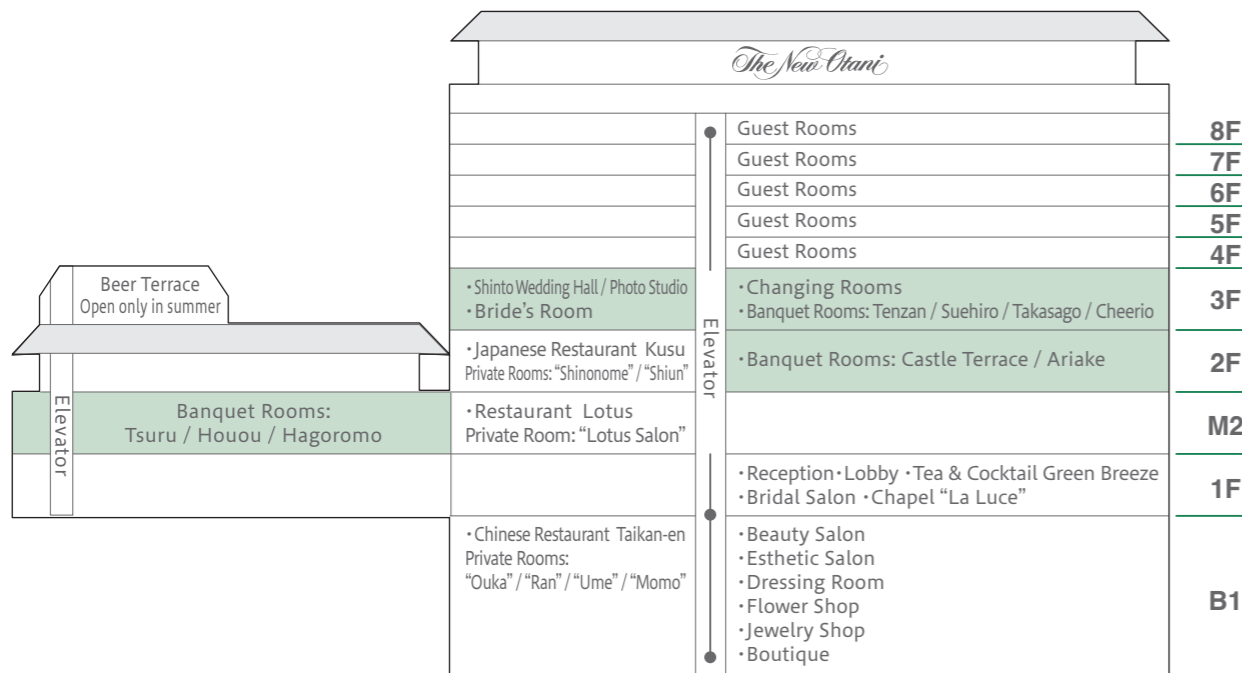 The New Otani
Guest Rooms
8F
Guest Rooms
7F
Guest Rooms
6F
Guest Rooms
5F
Guest Rooms
4F
Beer Terrace
Open only in summer
・Shinto Wedding Hall / Photo Studio
・Bride's Room
・Changing Rooms
・Banquet Rooms: Tenzan / Suehiro / Takasago / Cheerio
3F
Elevator
・Japanese Restaurant Kusu
Private Rooms: “Shinonome” / “Shiun”
・Banquet Rooms: Castle Terrace / Ariake
2F
Elevator
Banquet Rooms:
Tsuru / Houou / Hagoromo
・Restaurant Lotus
Private Room: “Lotus Salon”
M2
・Reception・Lobby ・Tea & Cocktail Green Breeze
・Bridal Salon ・Chapel “La Luce”
1F
・Chinese Restaurant Taikan-en
Private Rooms:
“Ouka” / “Ran” / “Ume” / “Momo”
・Beauty Salon
・Esthetic Salon
・Dressing Room
・Flower Shop
・Jewelry Shop
・Boutique
B1